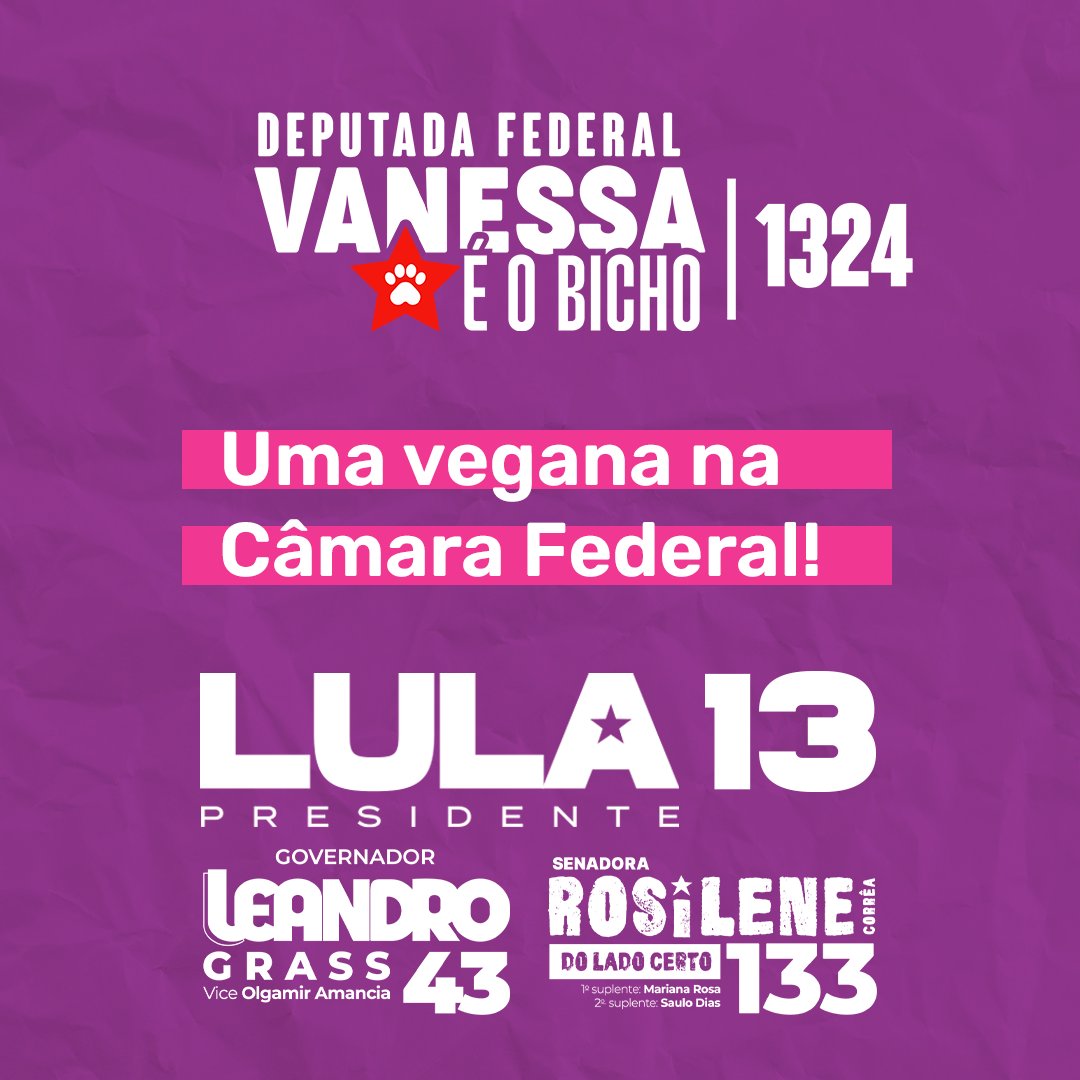 DEPUTADA FEDERAL
VANESSA
É O BICHO
1324
Uma vegana na
Câmara Federal!
LULA 13
PRESIDENTE
GOVERNADOR
LEANDRO
GRASS
Vice Olgamir Amancia
43
SENADORA
ROSILENE
CORRÊA
DO LADO CERTO
133
1ª suplente: Mariana Rosa
2º suplente: Saulo Dias